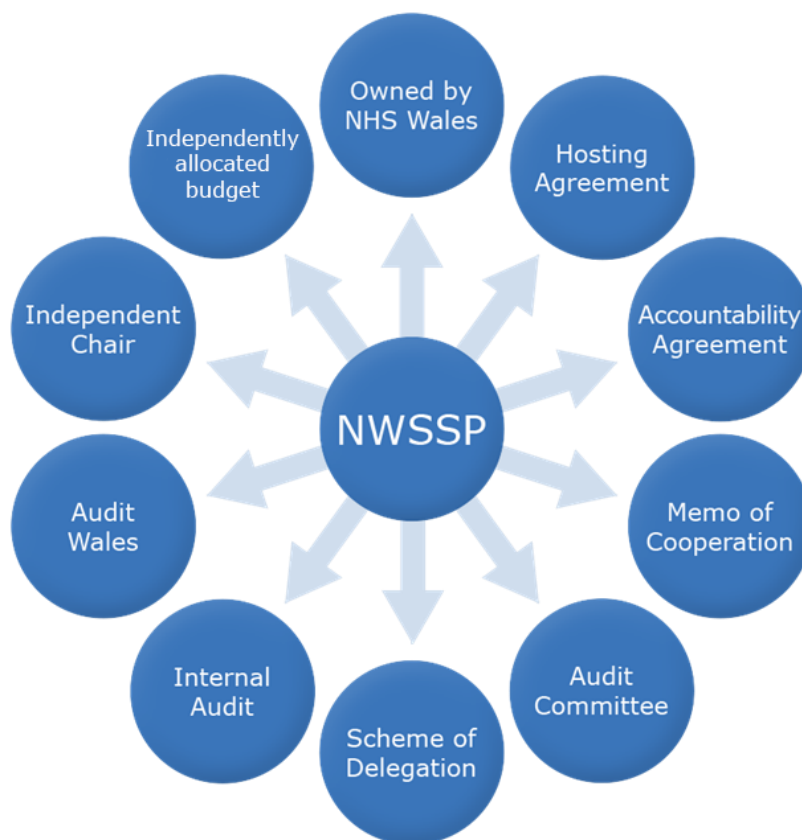 Owned by
NHS Wales
Hosting
Agreement
Accountability
Agreement
Memo of
Cooperation
Audit
Committee
Scheme of
Delegation
Internal
Audit
Audit
Wales
Independent
Chair
Independently
allocated
budget
NWSSP